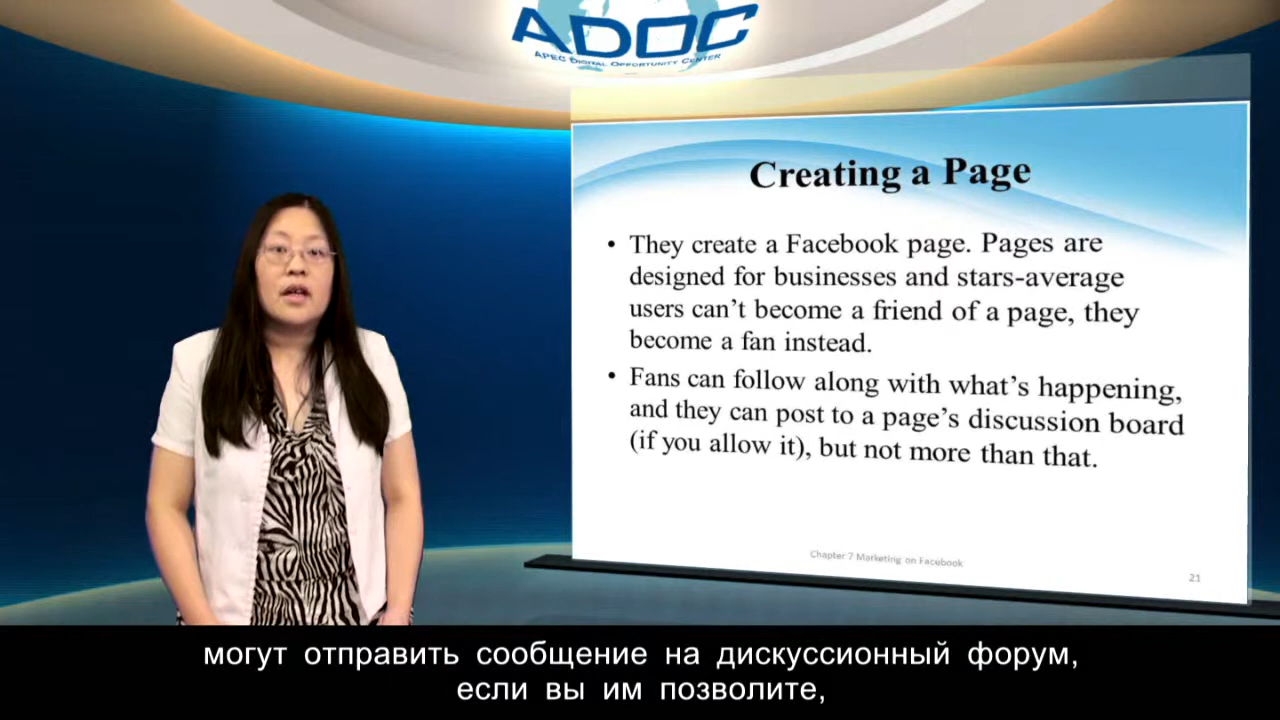 ADOC
APEC DIGITAL OPPORTUNITY CENTER
Creating a Page
• They create a Facebook page. Pages are
designed for businesses and stars-average
users can’t become a friend of a page, they
become a fan instead.
• Fans can follow along with what’s happening,
and they can post to a page’s discussion board
(if you allow it), but not more than that.
Chapter 7 Marketing on Facebook
21
могут отправить сообщение на дискуссионный форум,
если вы им позволите,